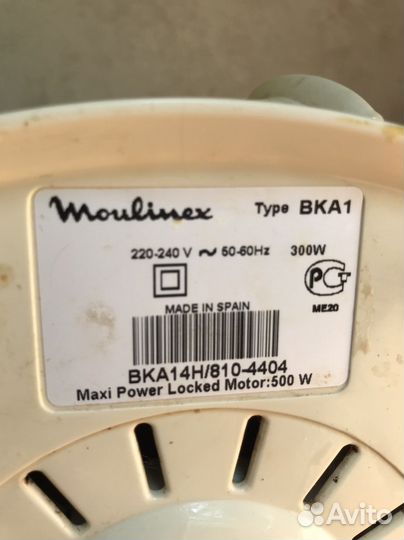 Moulinex Type BKA1
220-240 V ~ 50-60Hz 300W
PCT
ME20
MADE IN SPAIN
BKA14H/810-4404
Maxi Power Locked Motor:500 W
Avito